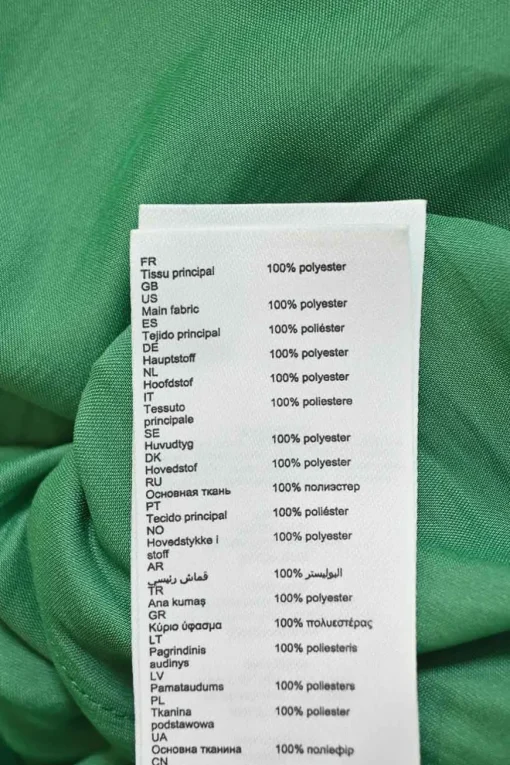 FR
Tissu principal 100% polyester
GB
US
Main fabric 100% polyester
ES
Tejido principal 100% poliéster
DE
Hauptstoff 100% polyester
NL
Hoofdstof 100% polyester
IT
Tessuto 100% poliestere
principale
SE
Huvudtyg 100% polyester
DK
Hovedstof 100% polyester
RU
Основная ткань 100% полиэстер
PT
Tecido principal 100% poliéster
NO
Hovedstykke i 100% polyester
stoff
AR
قماش رئيسي 100% البوليستر
TR
Ana kumaş 100% polyester
GR
Κύριο ύφασμα 100% πολυεστέρας
LT
Pagrindinis 100% poliesteris
audinys
LV
Pamataudums 100% poliesters
PL
Tkanina 100% poliester
podstawowa
UA
Основна тканина 100% поліефір
CN